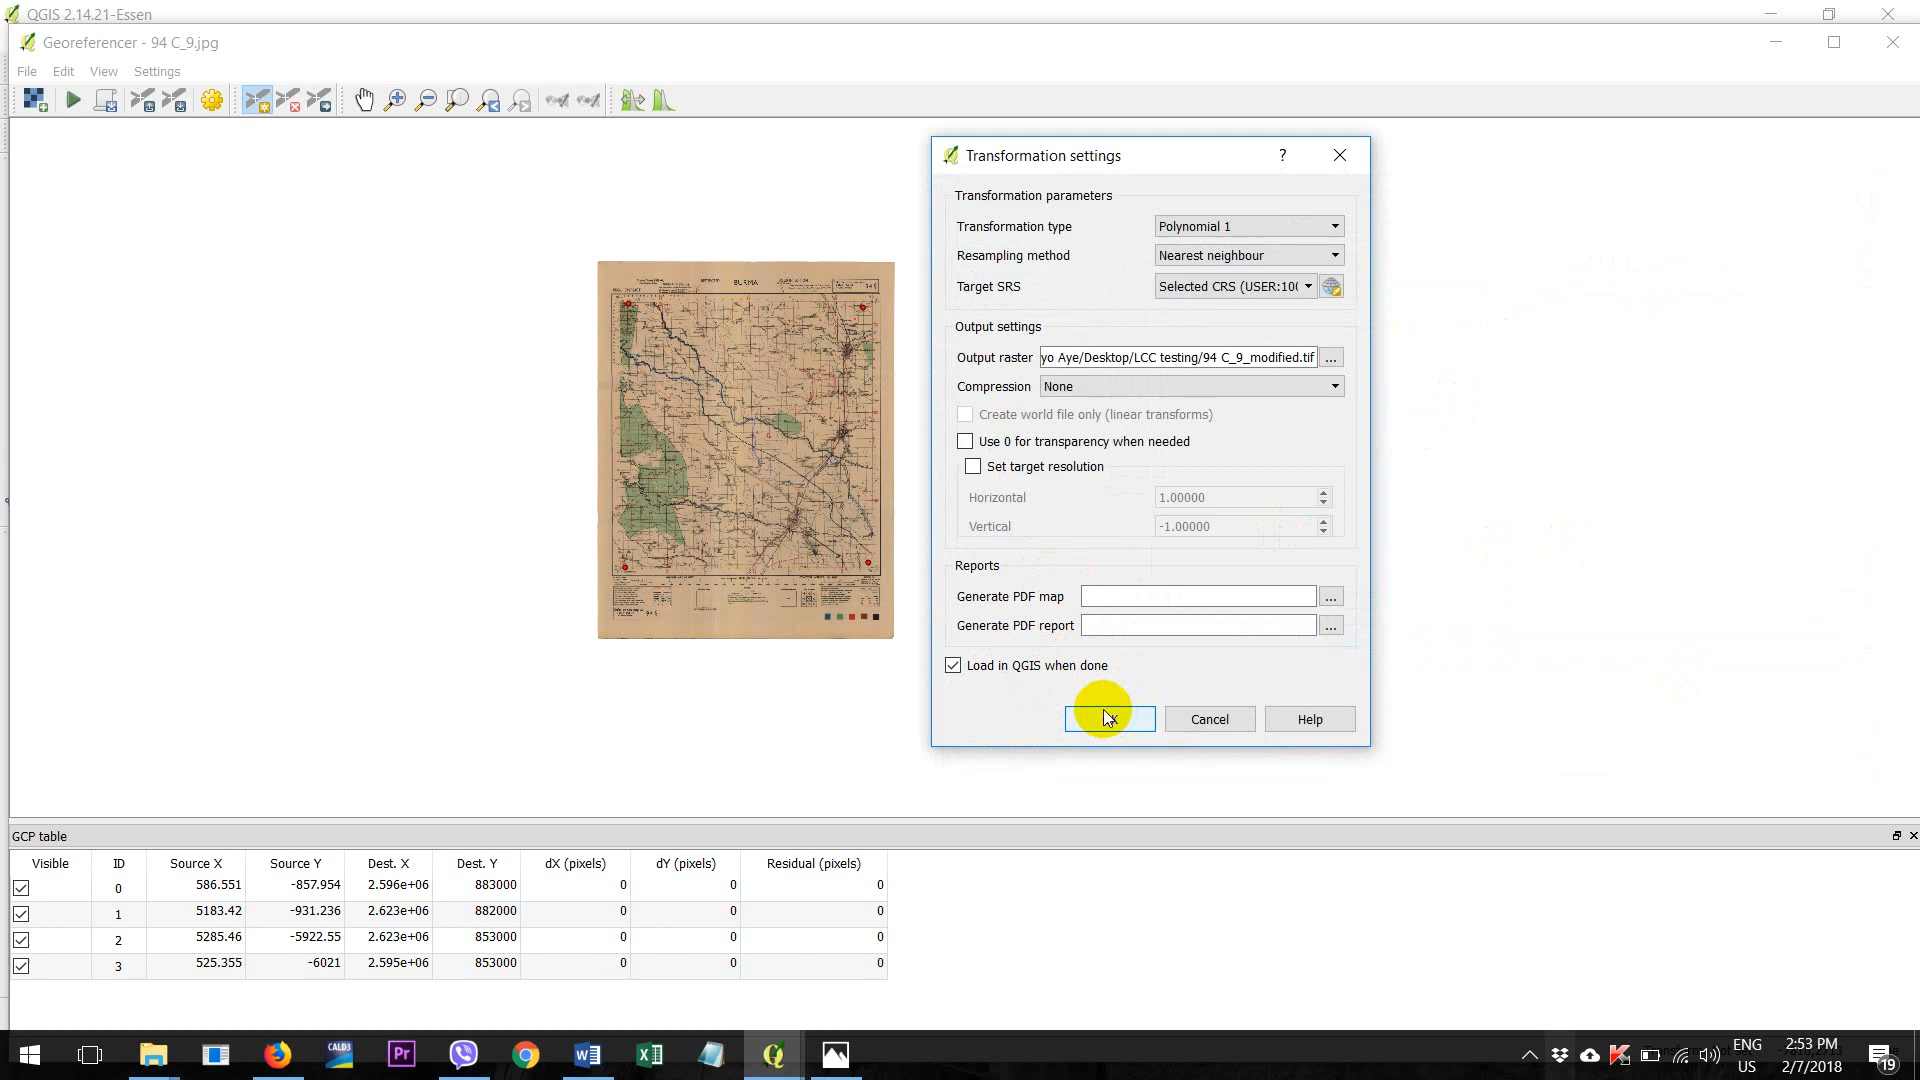 QGIS 2.14.21-Essen
Georeferencer - 94 C_9.jpg
File Edit View Settings
Transformation settings
?
Transformation parameters
Transformation type Polynomial 1
Resampling method Nearest neighbour
Target SRS Selected CRS (USER:100
Output settings
Output raster yo Aye/Desktop/LCC testing/94 C_9_modified.tif ...
Compression None
Create world file only (linear transforms)
Use 0 for transparency when needed
Set target resolution
Horizontal 1.00000
Vertical -1.00000
Reports
Generate PDF map ...
Generate PDF report ...
Load in QGIS when done
Cancel Help
BURMA
GCP table
Visible ID Source X Source Y Dest. X Dest. Y dX (pixels) dY (pixels) Residual (pixels)
0 586.551 -857.954 2.596e+06 883000 0 0 0
1 5183.42 -931.236 2.623e+06 882000 0 0 0
2 5285.46 -5922.55 2.623e+06 853000 0 0 0
3 525.355 -6021 2.595e+06 853000 0 0 0
CALD3
Pr
ENG
US
2:53 PM
2/7/2018
19